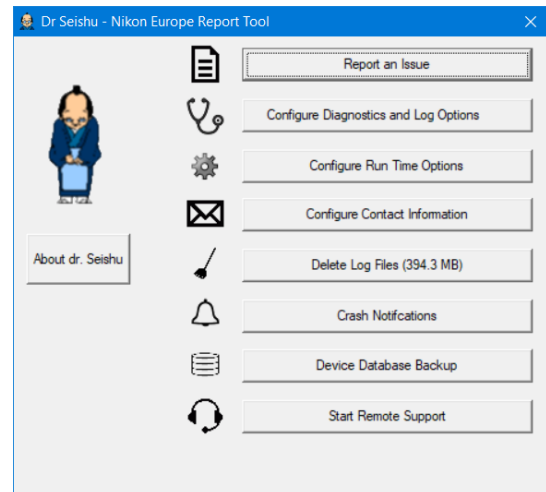 Dr Seishu - Nikon Europe Report Tool
Report an Issue
Configure Diagnostics and Log Options
Configure Run Time Options
Configure Contact Information
About dr. Seishu
Delete Log Files (394.3 MB)
Crash Notifcations
Device Database Backup
Start Remote Support